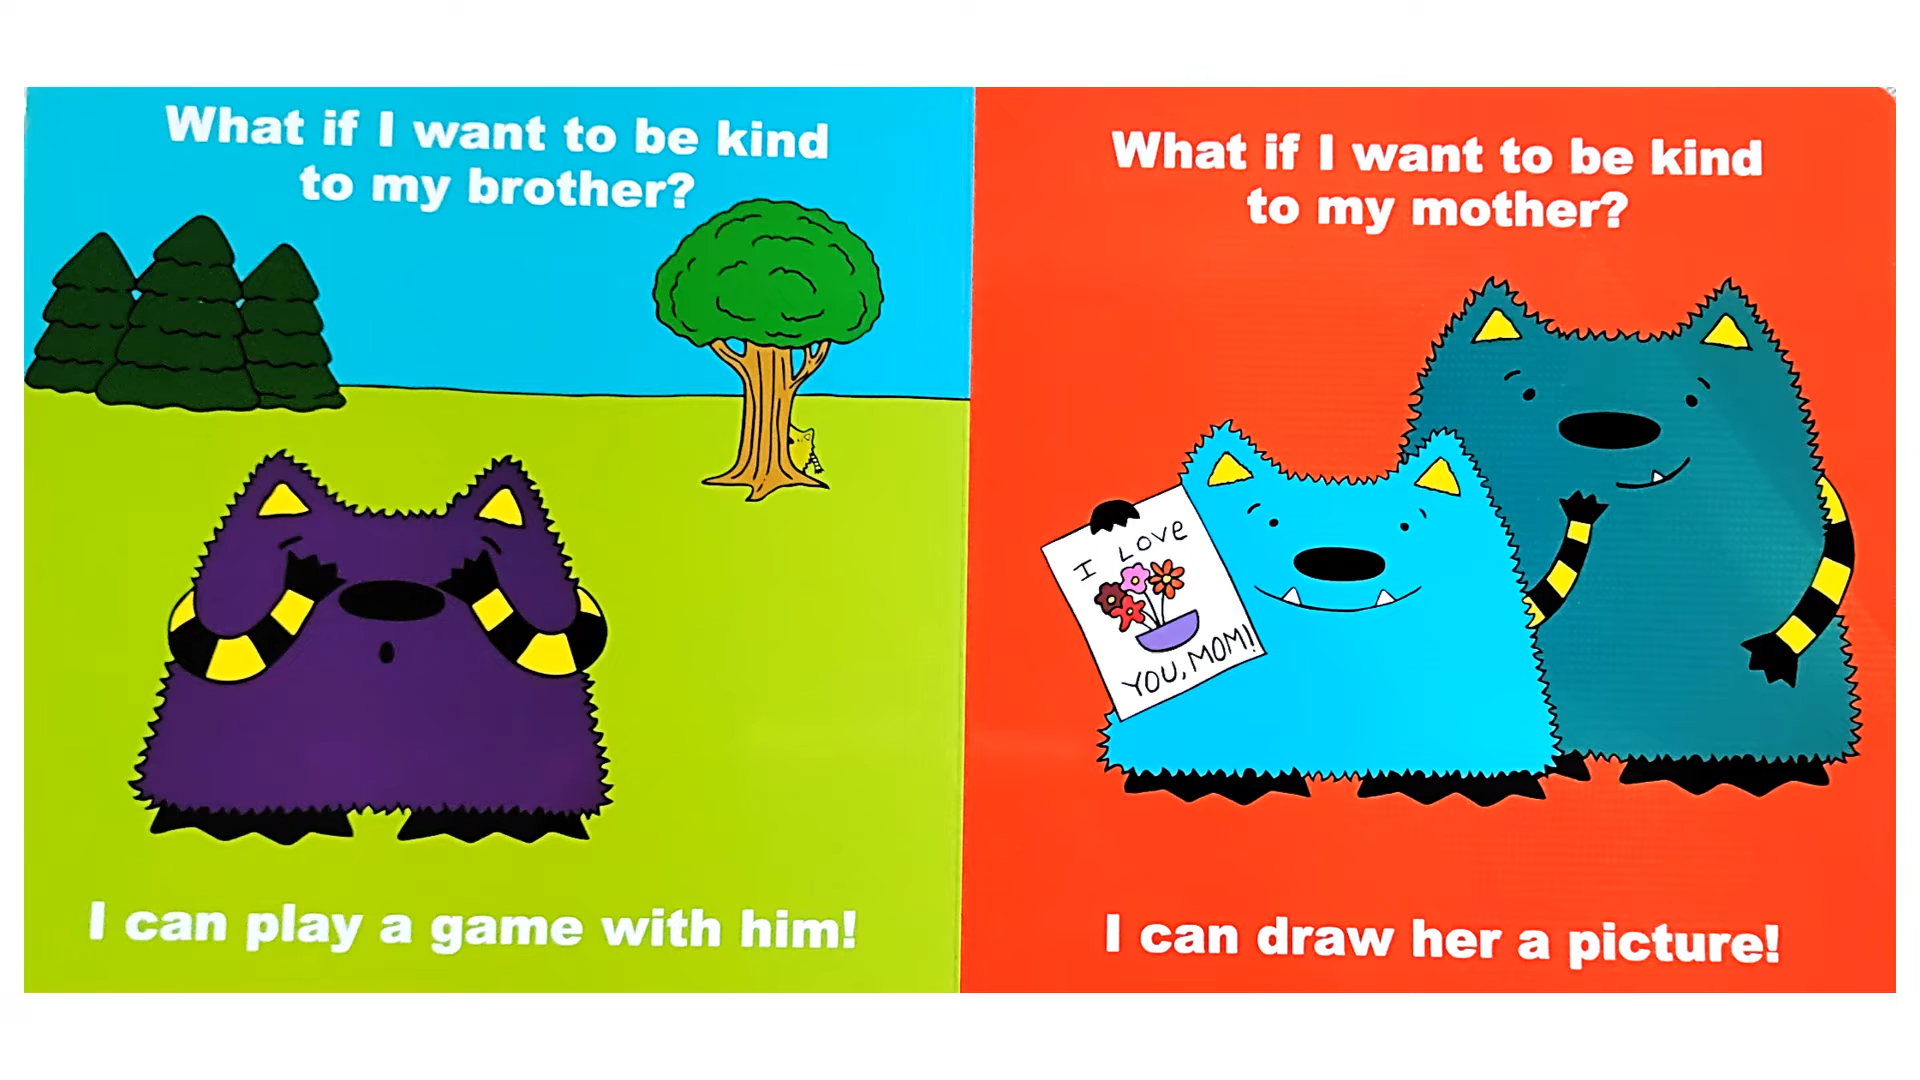 What if I want to be kind
to my brother?
I can play a game with him!
What if I want to be kind
to my mother?
I LOVE
YOU, MOM!
I can draw her a picture!